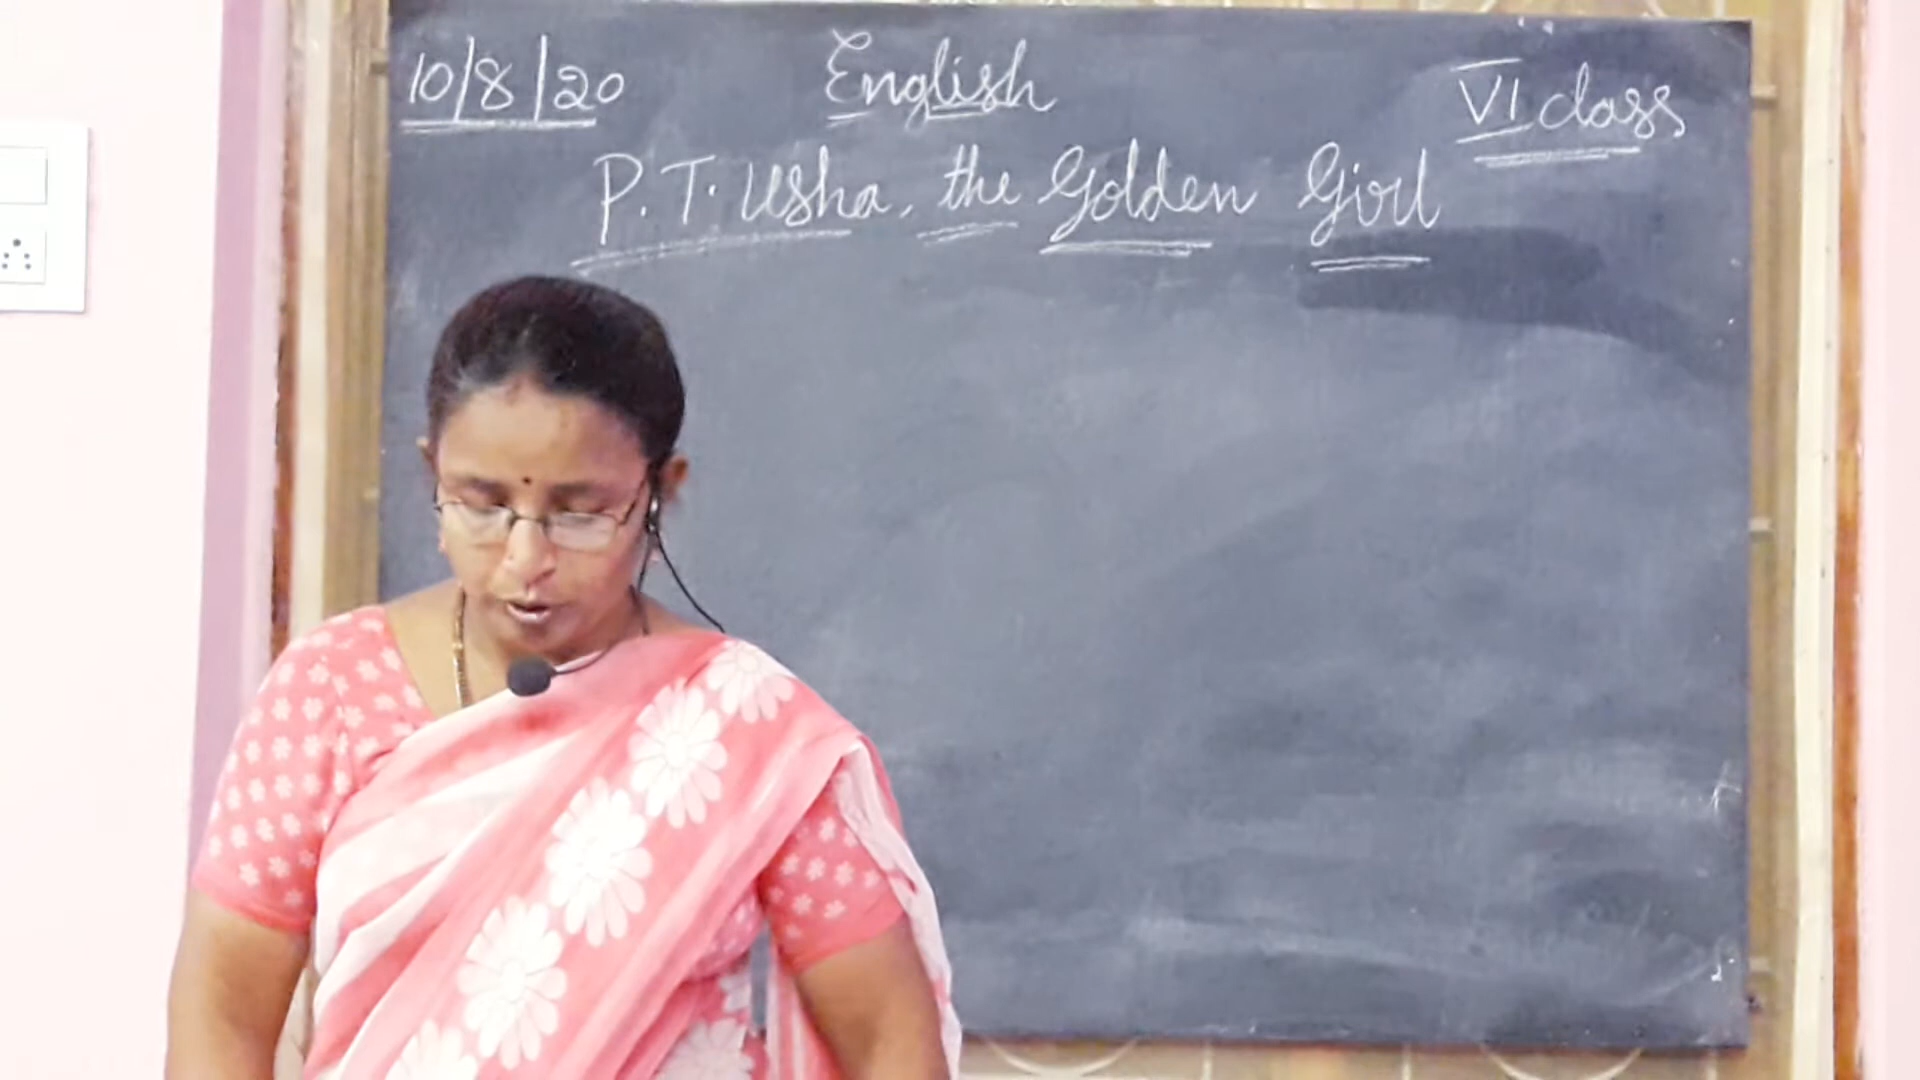 10/8/20 English VI class
P.T. Usha, the Golden Girl